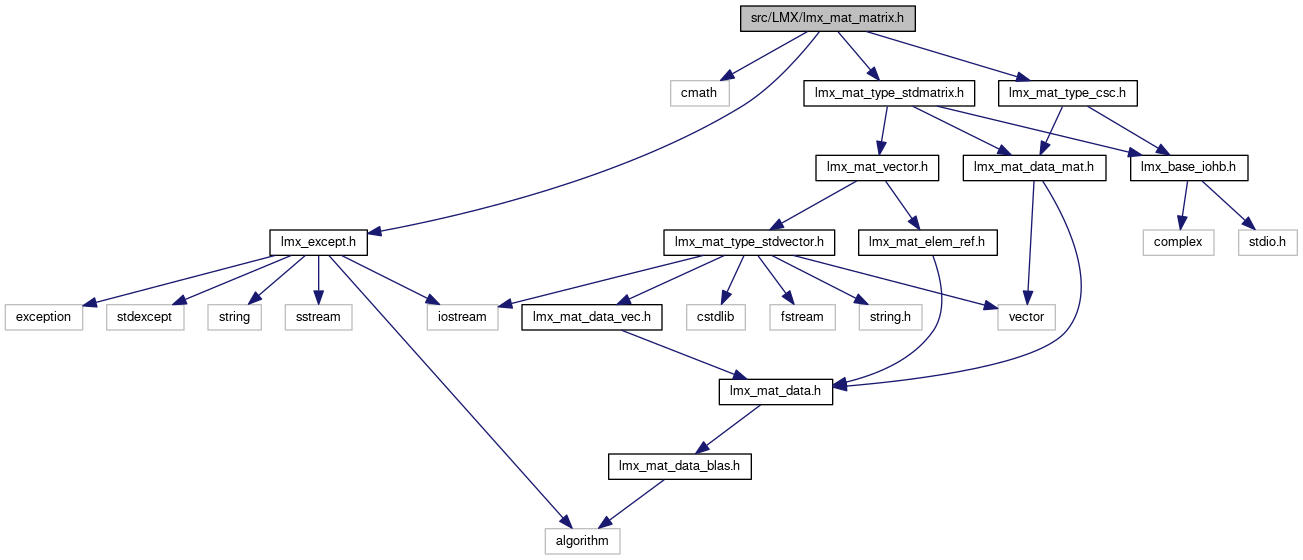 src/LMX/lmx_mat_matrix.h
cmath
lmx_mat_type_stdmatrix.h
lmx_mat_type_csc.h
lmx_mat_vector.h
lmx_mat_data_mat.h
lmx_base_iohb.h
lmx_except.h
lmx_mat_type_stdvector.h
lmx_mat_elem_ref.h
complex
stdio.h
exception
stdexcept
string
sstream
iostream
lmx_mat_data_vec.h
cstdlib
fstream
string.h
vector
lmx_mat_data.h
lmx_mat_data_blas.h
algorithm